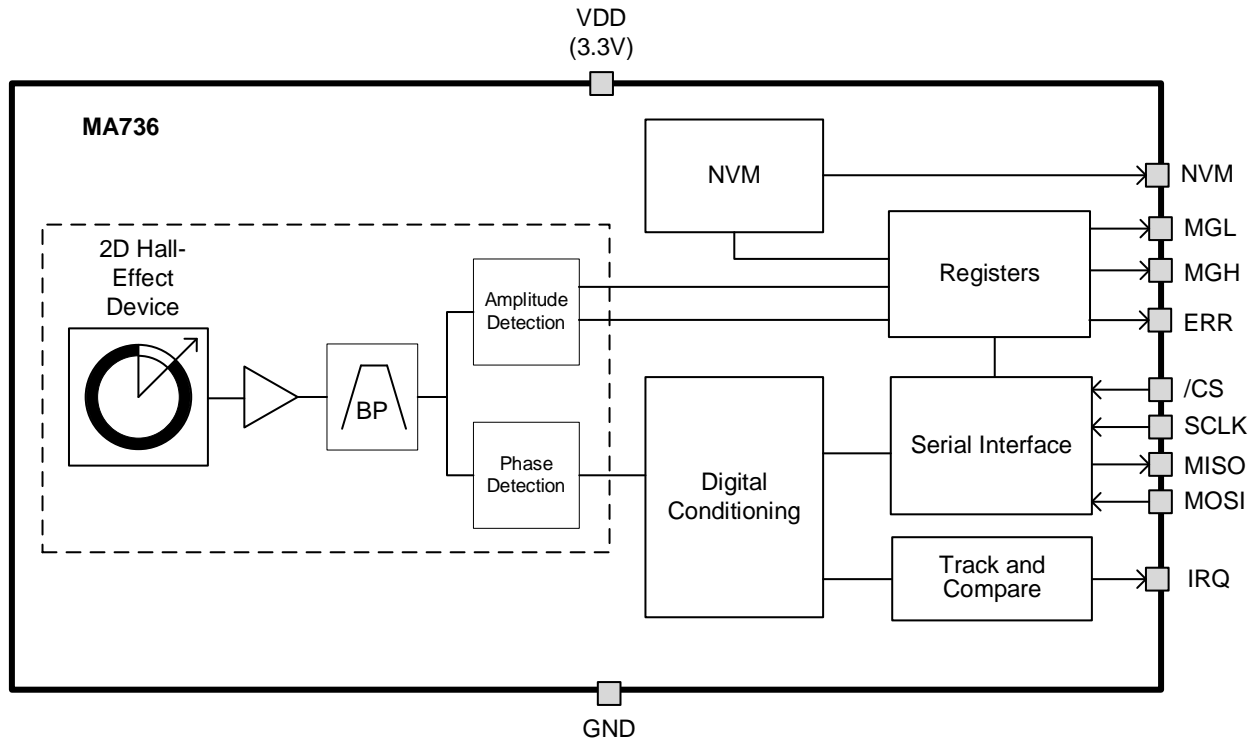 VDD
(3.3V)
MA736
NVM
NVM
2D Hall-
Effect
Device
Amplitude
Detection
Registers
MGL
MGH
ERR
BP
Phase
Detection
Digital
Conditioning
Serial Interface
/CS
SCLK
MISO
MOSI
Track and
Compare
IRQ
GND